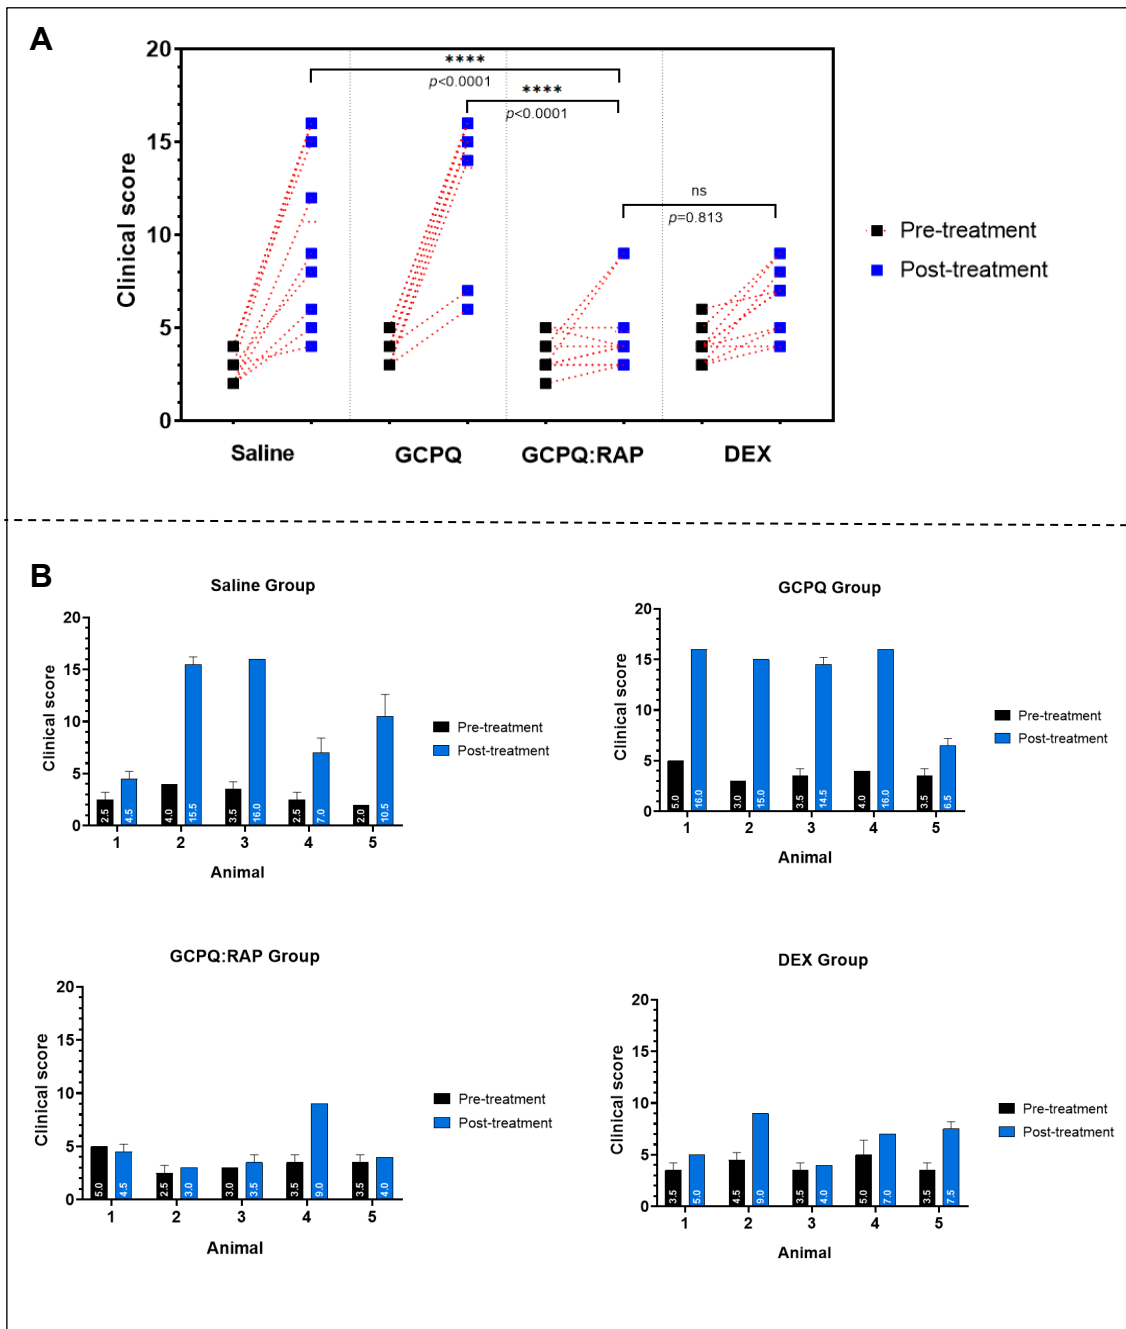 A
20
15
10
5
0
Clinical score
****
p<0.0001
****
p<0.0001
ns
p=0.813
Pre-treatment
Post-treatment
Saline GCPQ GCPQ:RAP DEX
B
Saline Group
20
15
10
5
0
Clinical score
2.5 4.5 4.0 15.5 3.5 16.0 2.5 7.0 2.0 10.5
1 2 3 4 5
Animal
Pre-treatment
Post-treatment
GCPQ Group
20
15
10
5
0
Clinical score
5.0 16.0 3.0 15.0 3.5 14.5 4.0 16.0 3.5 6.5
1 2 3 4 5
Animal
Pre-treatment
Post-treatment
GCPQ:RAP Group
20
15
10
5
0
Clinical score
5.0 4.5 2.5 3.0 3.0 3.5 3.5 9.0 3.5 4.0
1 2 3 4 5
Animal
Pre-treatment
Post-treatment
DEX Group
20
15
10
5
0
Clinical score
3.5 5.0 4.5 9.0 3.5 4.0 5.0 7.0 3.5 7.5
1 2 3 4 5
Animal
Pre-treatment
Post-treatment